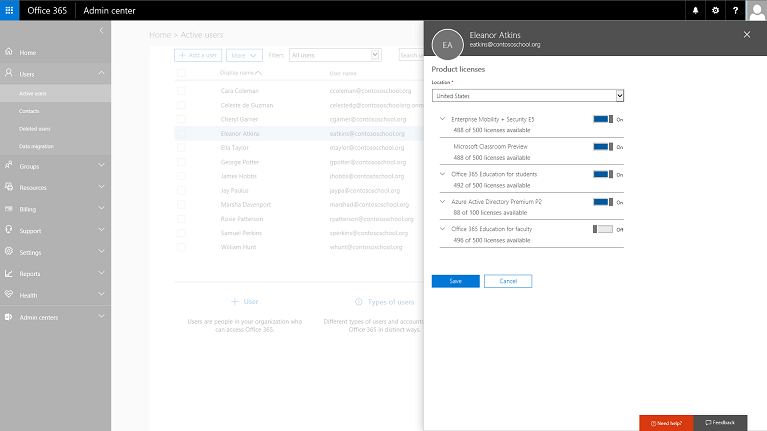 Office 365 Admin center
Home
Users
Active users
Contacts
Deleted users
Data migration
Groups
Resources
Billing
Support
Settings
Reports
Health
Admin centers
Home > Active users
+ Add a user
More
Filters
All users
Search
Display name
User name
Cara Coleman ccoleman@contososchool.org
Celeste de Guzman celestedg@contososchool.onm
Cheryl Garner cgarner@contososchool.org
Eleanor Atkins eatkins@contososchool.org
Ella Taylor etaylor@contososchool.org
George Potter gpotter@contososchool.org
James Hobbs jhobbs@contososchool.org
Jay Paulus jaypa@contososchool.org
Marsha Davenport marshad@contososchool.org
Rose Patterson rpatterson@contososchool.org
Samuel Perkins sperkins@contososchool.org
William Hunt whunt@contososchool.org
+ User
Users are people in your organization who
can access Office 365.
Types of users
Different types of users and accounts
Office 365 in distinct ways.
EA
Eleanor Atkins
eatkins@contososchool.org
Product licenses
Location *
United States
Enterprise Mobility + Security E5 On
488 of 500 licenses available
Microsoft Classroom Preview On
488 of 500 licenses available
Office 365 Education for students On
492 of 500 licenses available
Azure Active Directory Premium P2 On
88 of 100 licenses available
Office 365 Education for faculty Off
496 of 500 licenses available
Save
Cancel
Need help?
Feedback